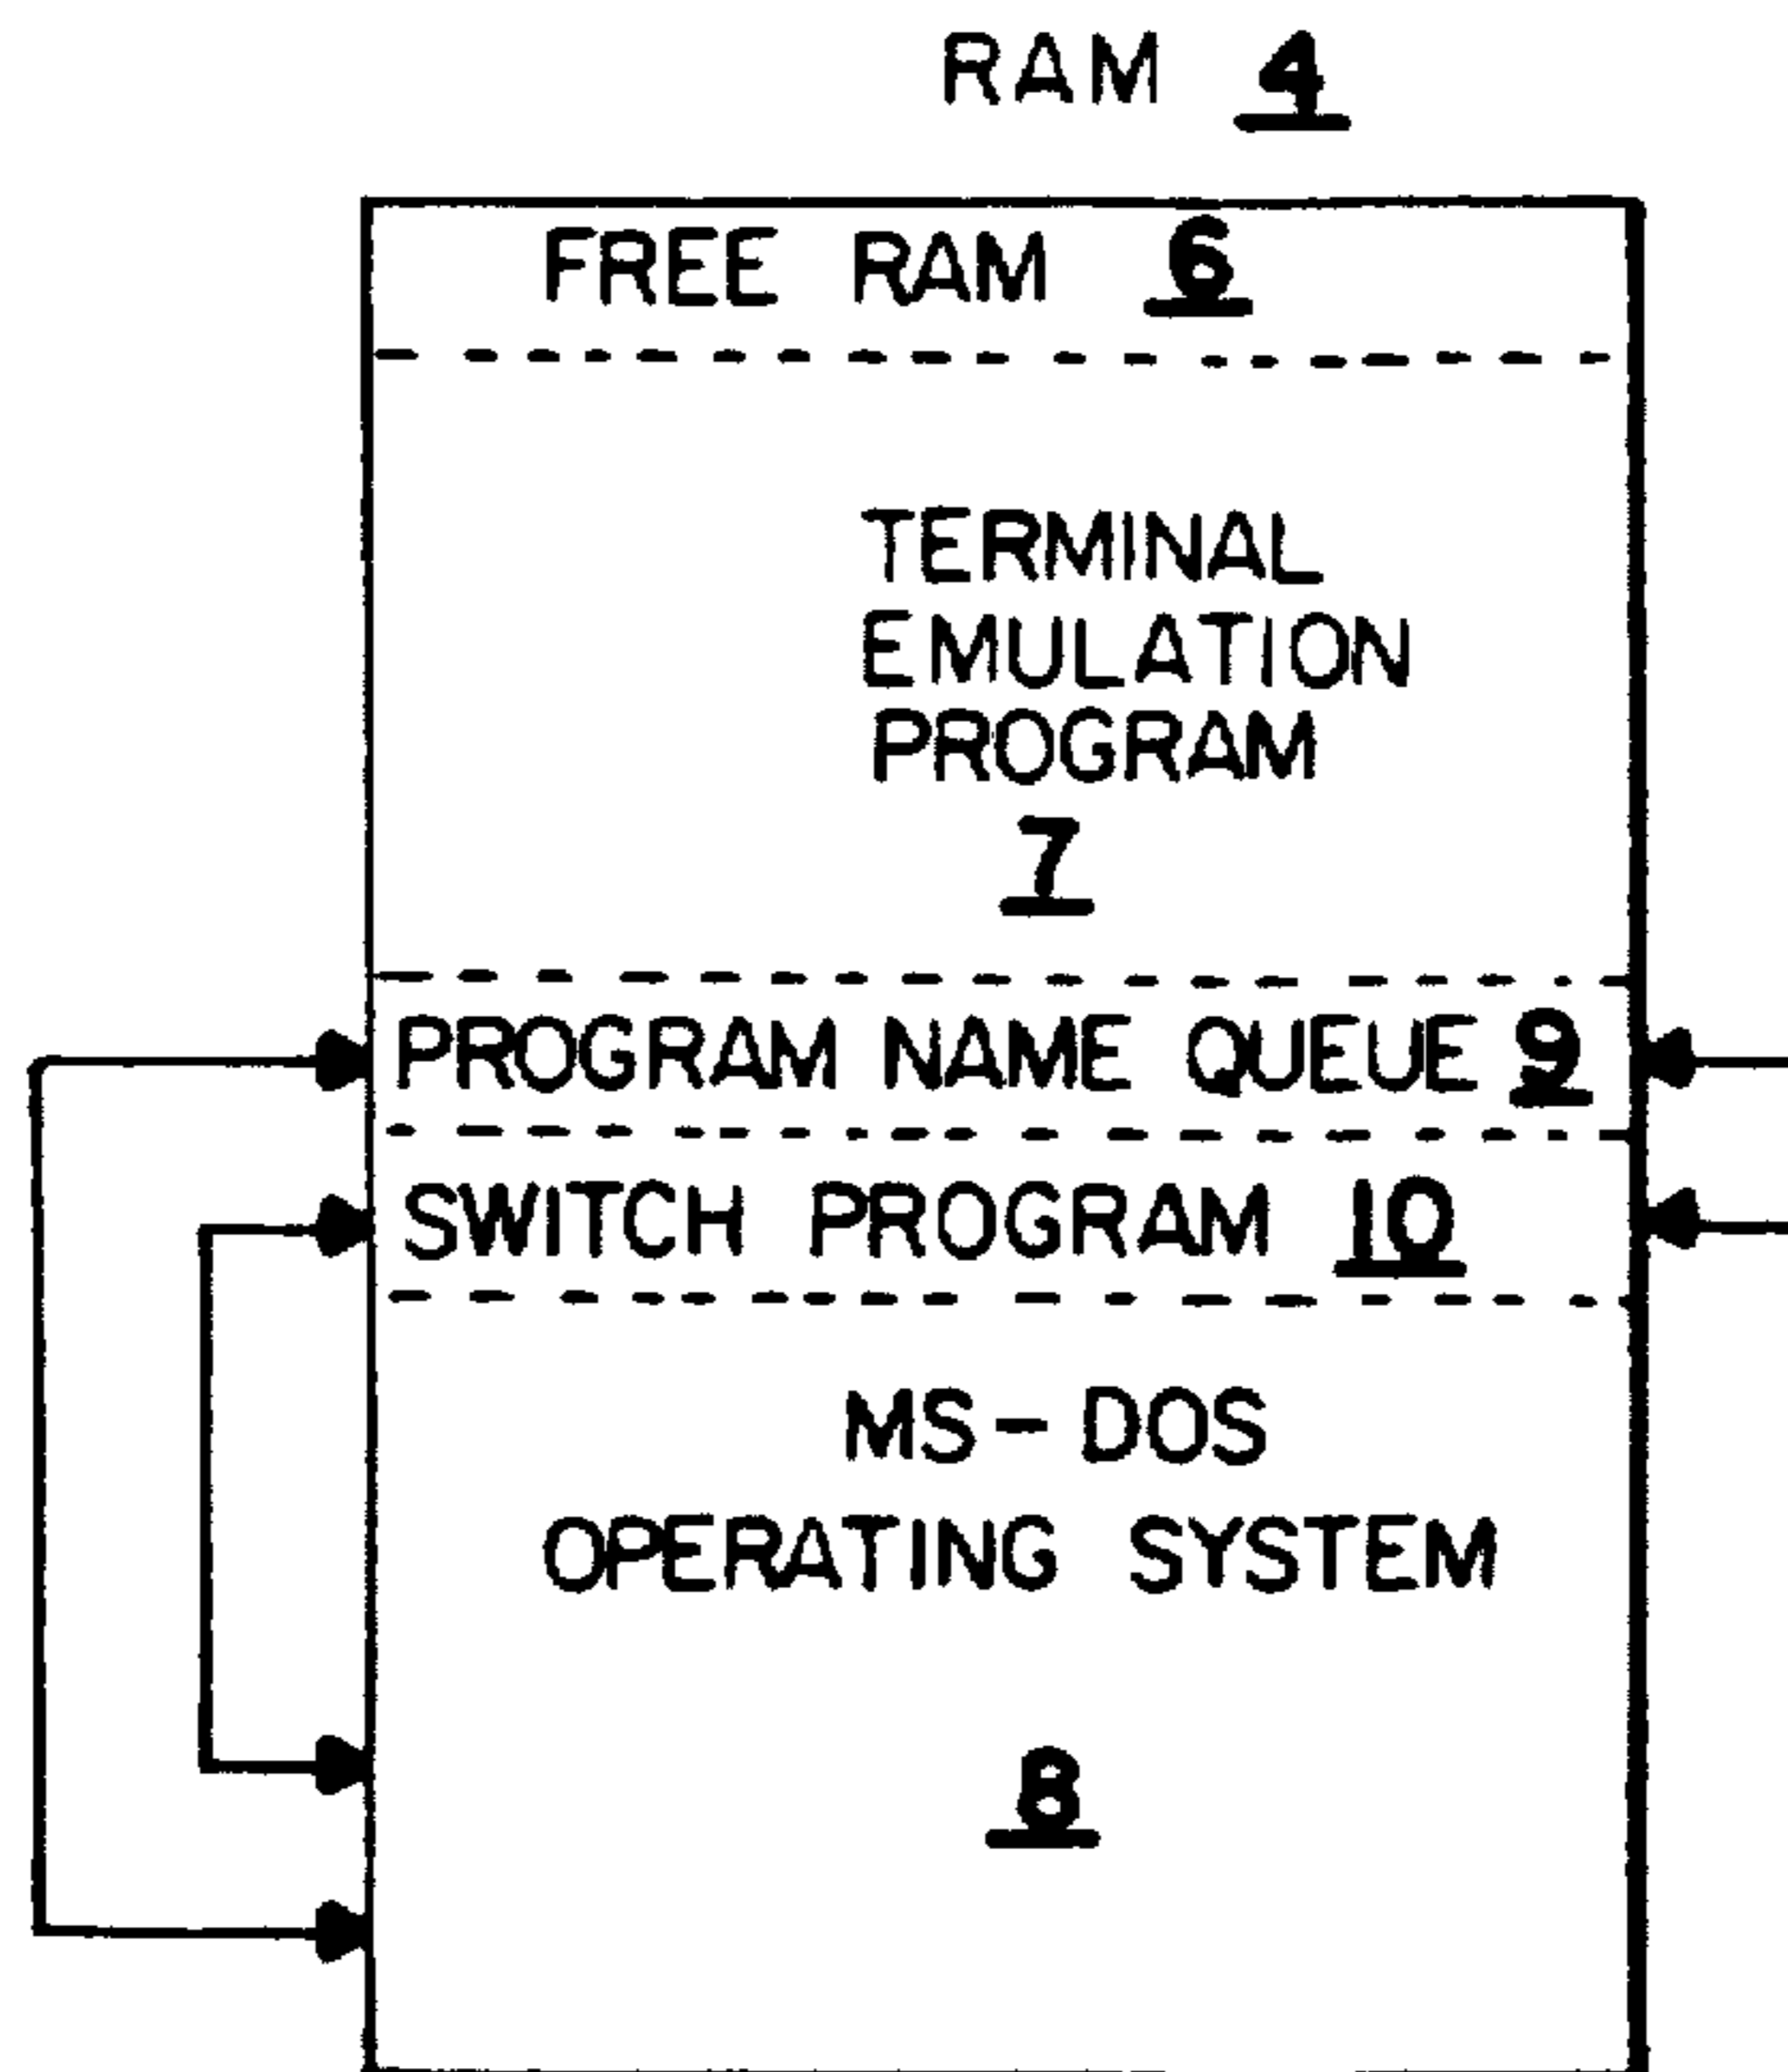 RAM 4
FREE RAM 6
TERMINAL
EMULATION
PROGRAM
7
PROGRAM NAME QUEUE 9
SWITCH PROGRAM 10
MS-DOS
OPERATING SYSTEM
8